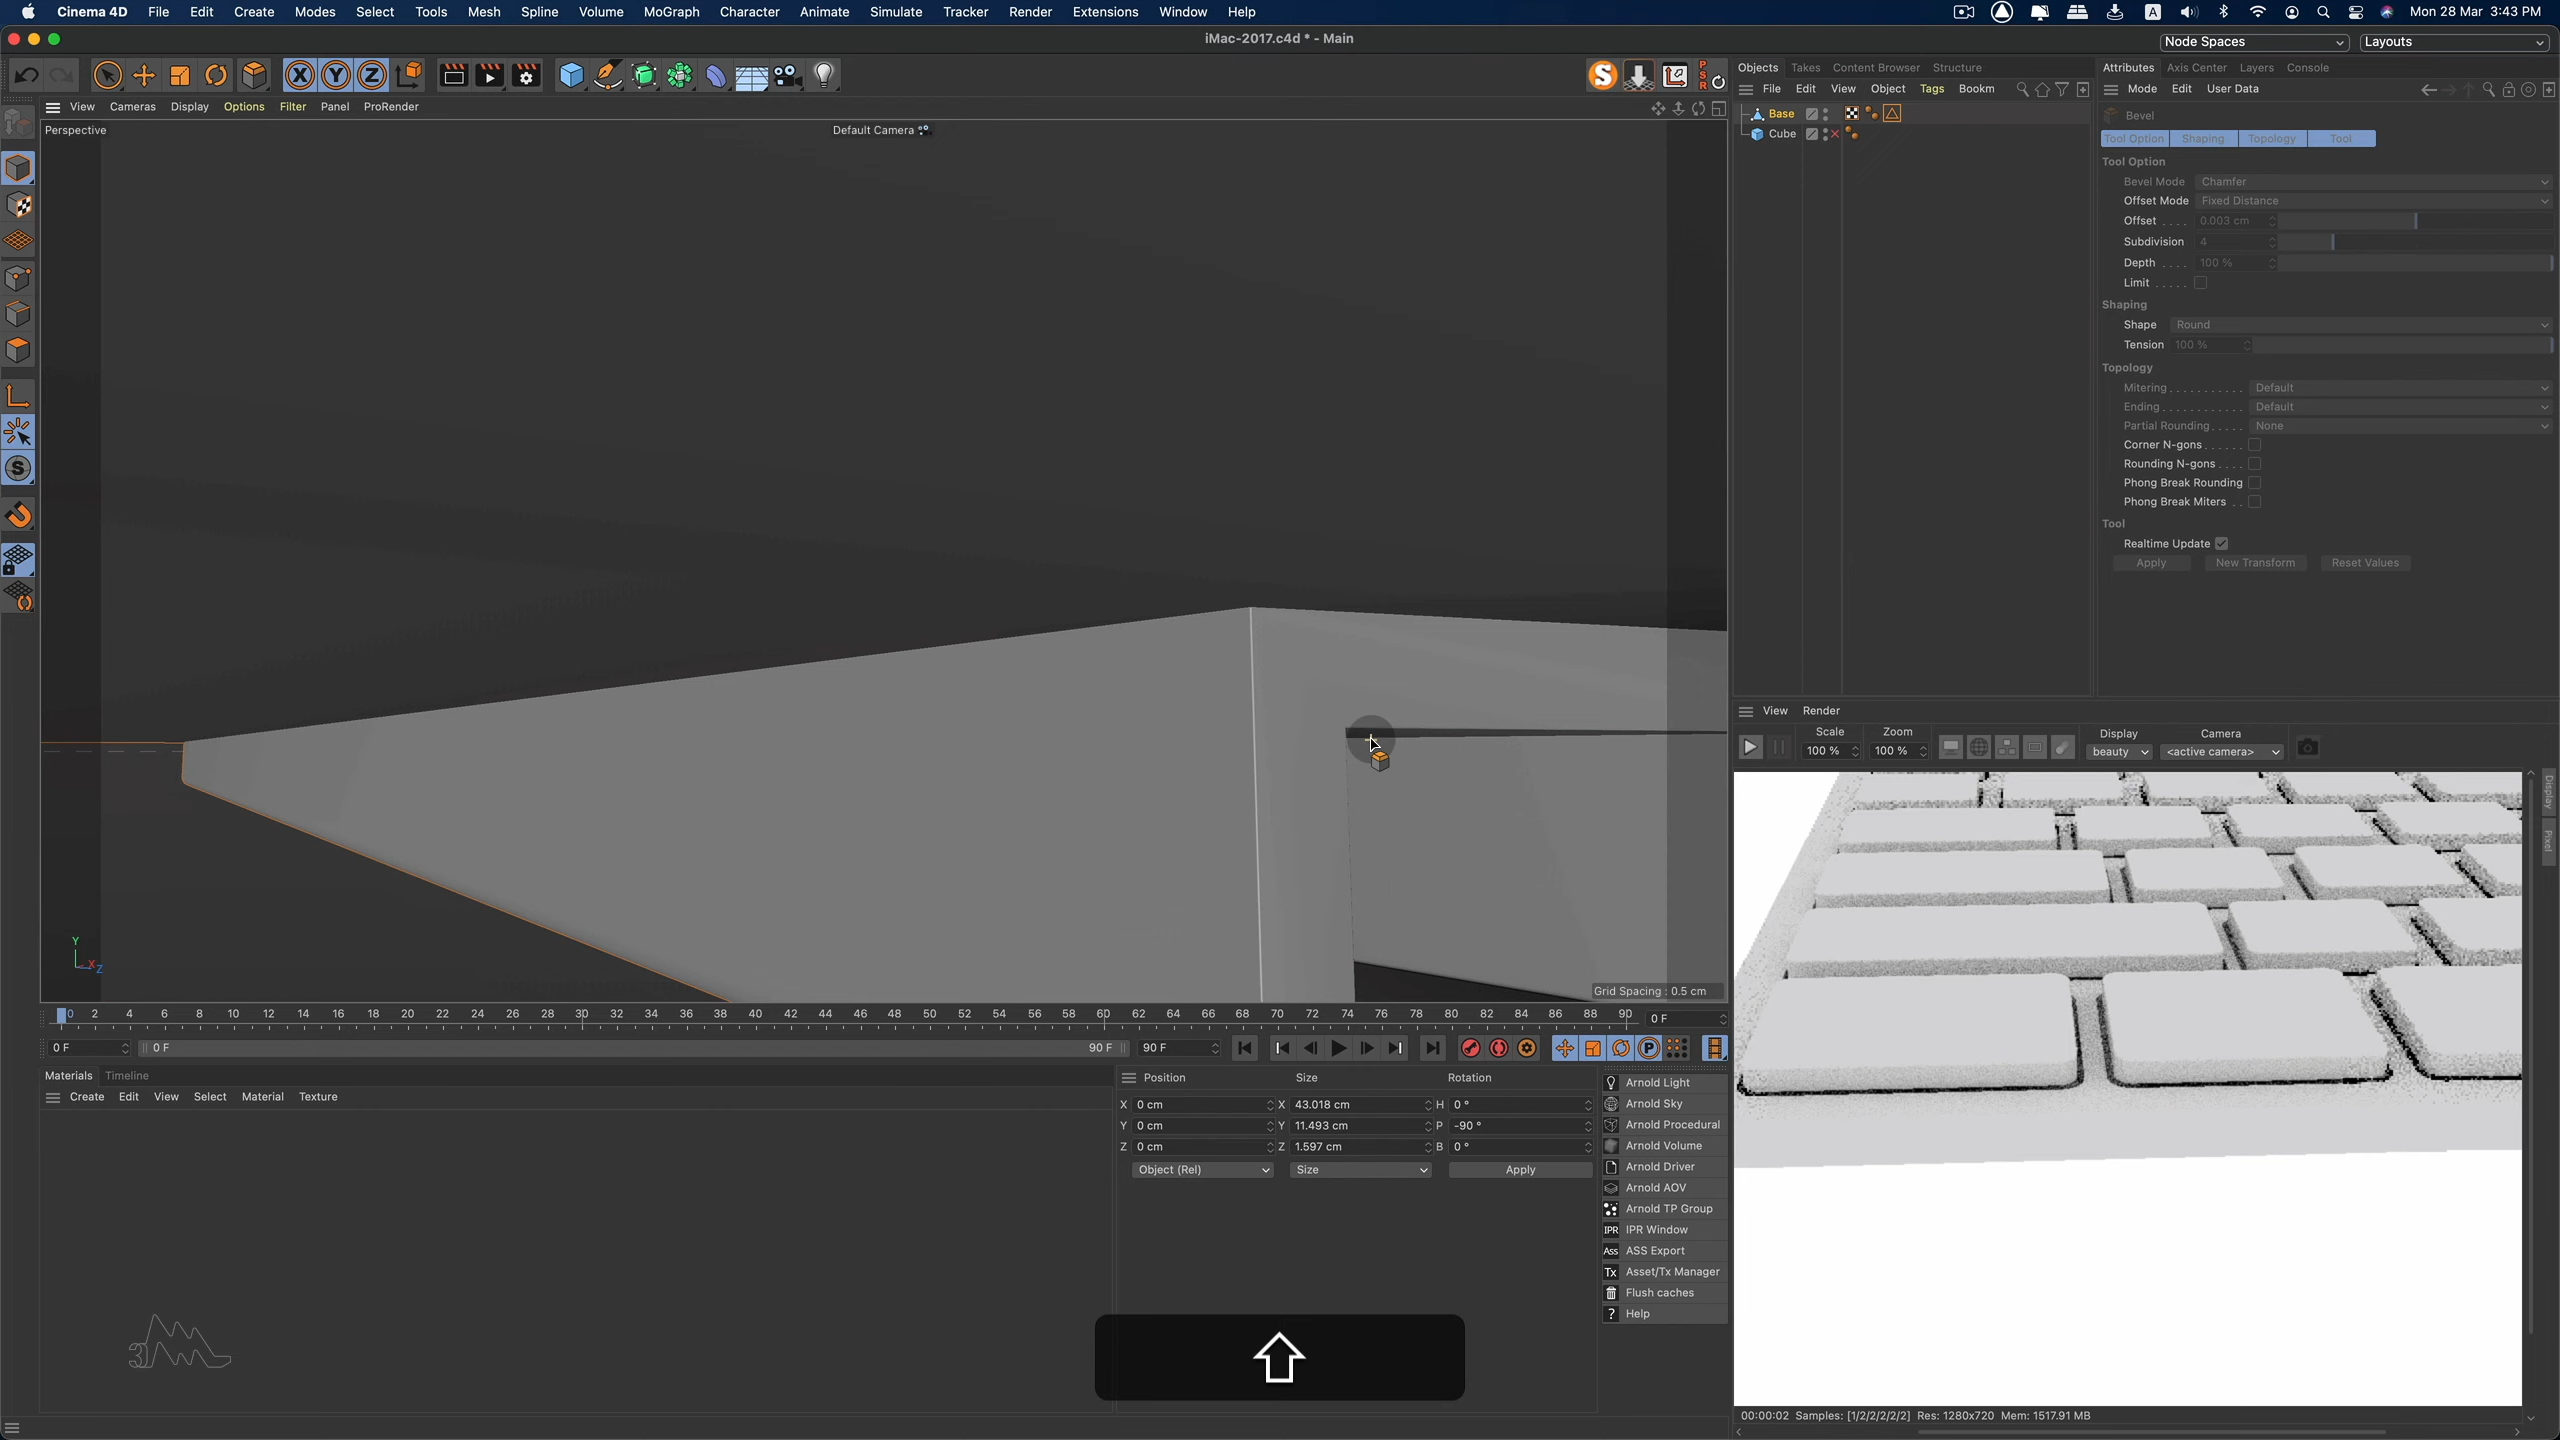 Cinema 4D File Edit Create Modes Select Tools Mesh Spline Volume MoGraph Character Animate Simulate Tracker Render Extensions Window Help A Mon 28 Mar 3:43 PM
iMac-2017.c4d * - Main
Node Spaces Layouts
X Y Z S PSR
Objects Takes Content Browser Structure
Attributes Axis Center Layers Console
View Cameras Display Options Filter Panel ProRender
File Edit View Object Tags Bookm
Mode Edit User Data
Perspective Default Camera
Base
Cube
Bevel
Tool Option Shaping Topology Tool
Tool Option
Bevel Mode Chamfer
Offset Mode Fixed Distance
Offset . . . . 0.003 cm
Subdivision 4
Depth . . . . 100 %
Limit . . . . .
Shaping
Shape Round
Tension 100 %
Topology
Mitering . . . . . . . . . . . Default
Ending . . . . . . . . . . . . . Default
Partial Rounding . . . . . None
Corner N-gons . . . . . .
Rounding N-gons . . . .
Phong Break Rounding
Phong Break Miters . .
Tool
Realtime Update
Apply New Transform Reset Values
S
Y
X
Z
Grid Spacing : 0.5 cm
View Render
Scale Zoom Display Camera
100 % 100 % beauty <active camera>
Display
Pixel
0 2 4 6 8 10 12 14 16 18 20 22 24 26 28 30 32 34 36 38 40 42 44 46 48 50 52 54 56 58 60 62 64 66 68 70 72 74 76 78 80 82 84 86 88 90 0 F
0 F 0 F 90 F 90 F P
Materials Timeline
Create Edit View Select Material Texture
Position Size Rotation
X 0 cm X 43.018 cm H 0 °
Y 0 cm Y 11.493 cm P -90 °
Z 0 cm Z 1.597 cm B 0 °
Object (Rel) Size Apply
Arnold Light
Arnold Sky
Arnold Procedural
Arnold Volume
Arnold Driver
Arnold AOV
Arnold TP Group
IPR IPR Window
Ass ASS Export
Tx Asset/Tx Manager
Flush caches
? Help
00:00:02 Samples: [1/2/2/2/2/2] Res: 1280x720 Mem: 1517.91 MB